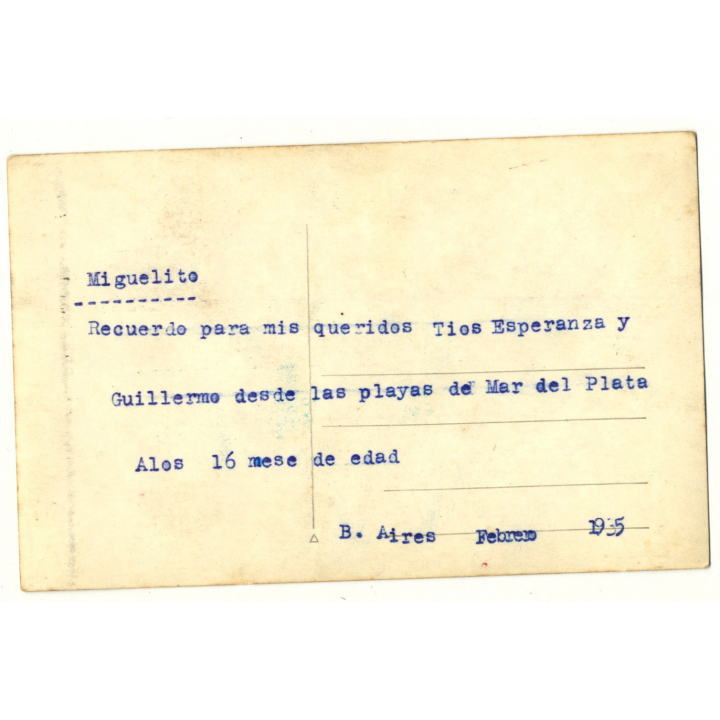 Miguelito
----------
Recuerdo para mis queridos Tios Esperanza y
Guillermo desde las playas de Mar del Plata
Alos 16 mese de edad
B. Aires Febrero 1935